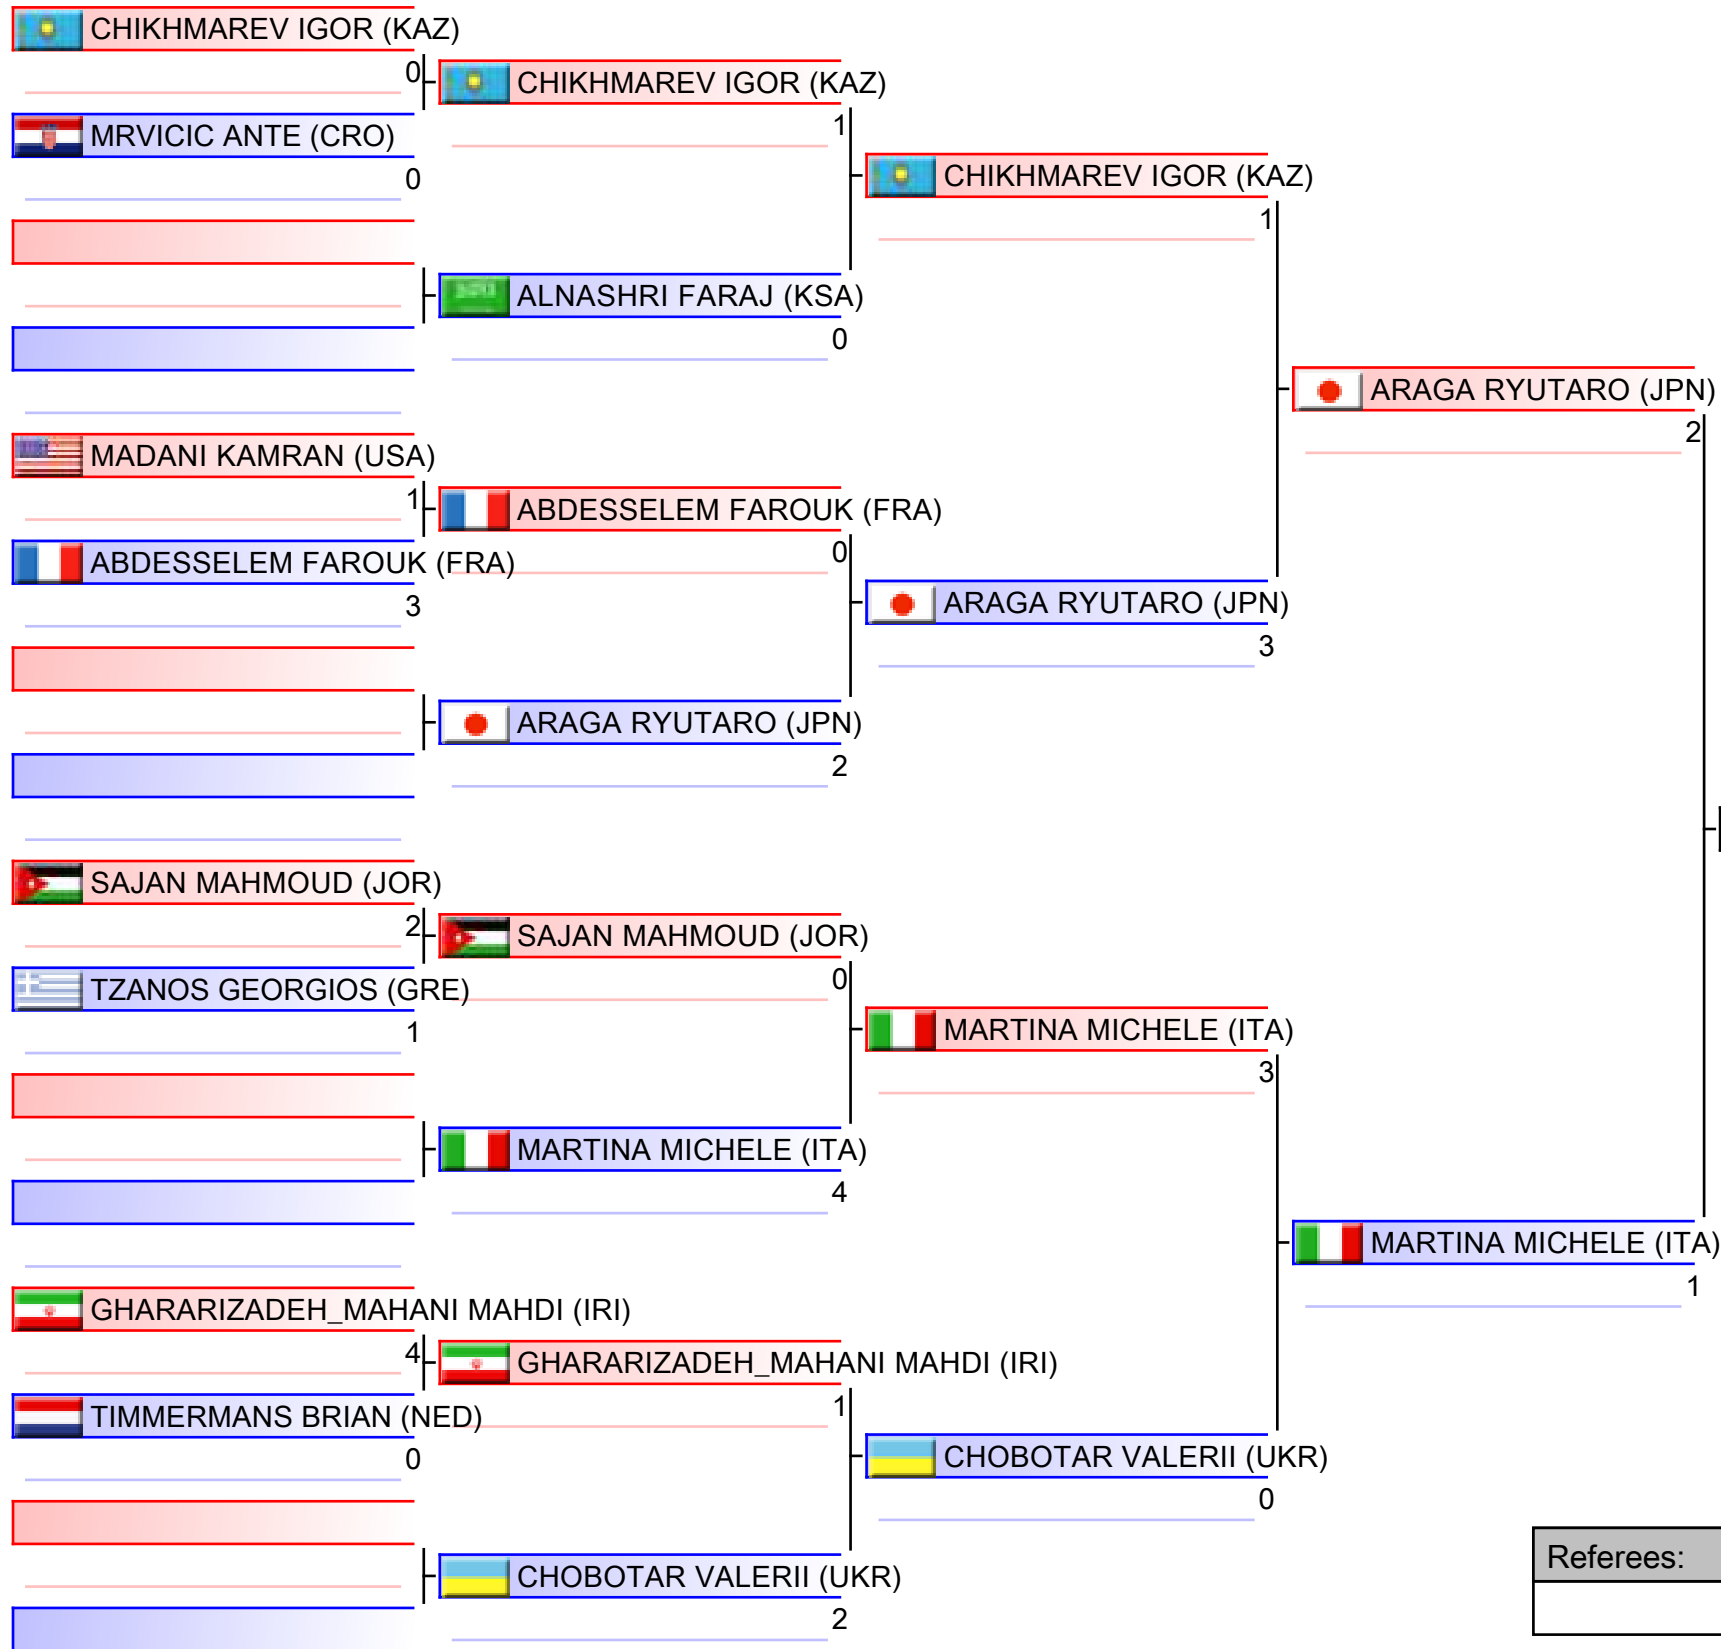 CHIKHMAREV IGOR (KAZ)
0
MRVICIC ANTE (CRO)
0
MADANI KAMRAN (USA)
1
ABDESSELEM FAROUK (FRA)
3
SAJAN MAHMOUD (JOR)
2
TZANOS GEORGIOS (GRE)
1
GHARARIZADEH_MAHANI MAHDI (IRI)
4
TIMMERMANS BRIAN (NED)
0
CHIKHMAREV IGOR (KAZ)
1
ALNASHRI FARAJ (KSA)
0
ABDESSELEM FAROUK (FRA)
0
ARAGA RYUTARO (JPN)
2
SAJAN MAHMOUD (JOR)
0
MARTINA MICHELE (ITA)
4
GHARARIZADEH_MAHANI MAHDI (IRI)
1
CHOBOTAR VALERII (UKR)
2
CHIKHMAREV IGOR (KAZ)
1
ARAGA RYUTARO (JPN)
3
MARTINA MICHELE (ITA)
3
CHOBOTAR VALERII (UKR)
0
ARAGA RYUTARO (JPN)
2
MARTINA MICHELE (ITA)
1
Referees: